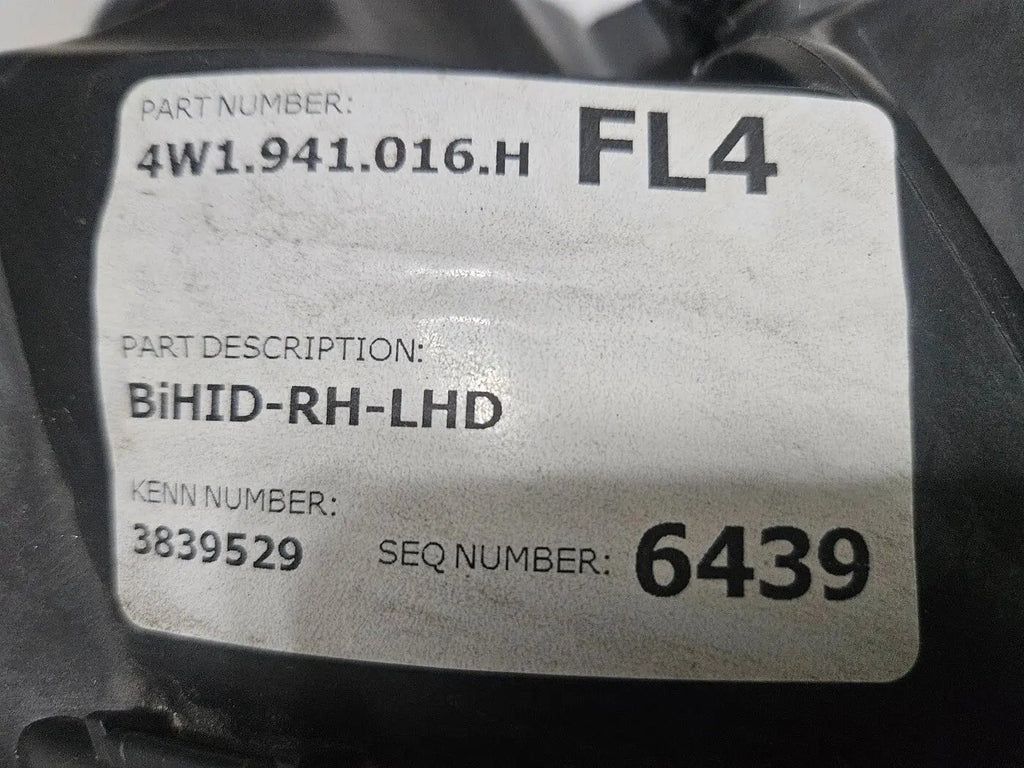 PART NUMBER:
4W1.941.016.H FL4
PART DESCRIPTION:
BiHID-RH-LHD
KENN NUMBER:
3839529 SEQ NUMBER: 6439